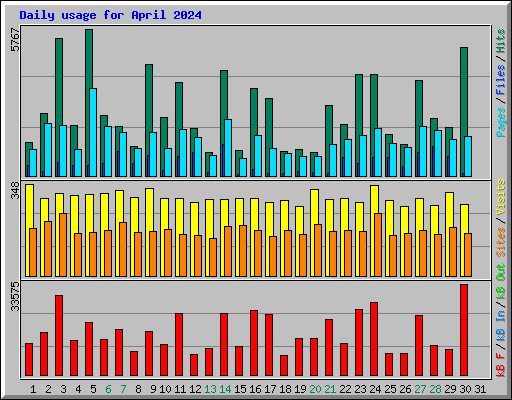 Daily usage for April 2024
5767
Pages / Files / Hits
348
Sites / Visits
33575
kB F / kB In / kB Out
1 2 3 4 5 6 7 8 9 10 11 12 13 14 15 16 17 18 19 20 21 22 23 24 25 26 27 28 29 30 31